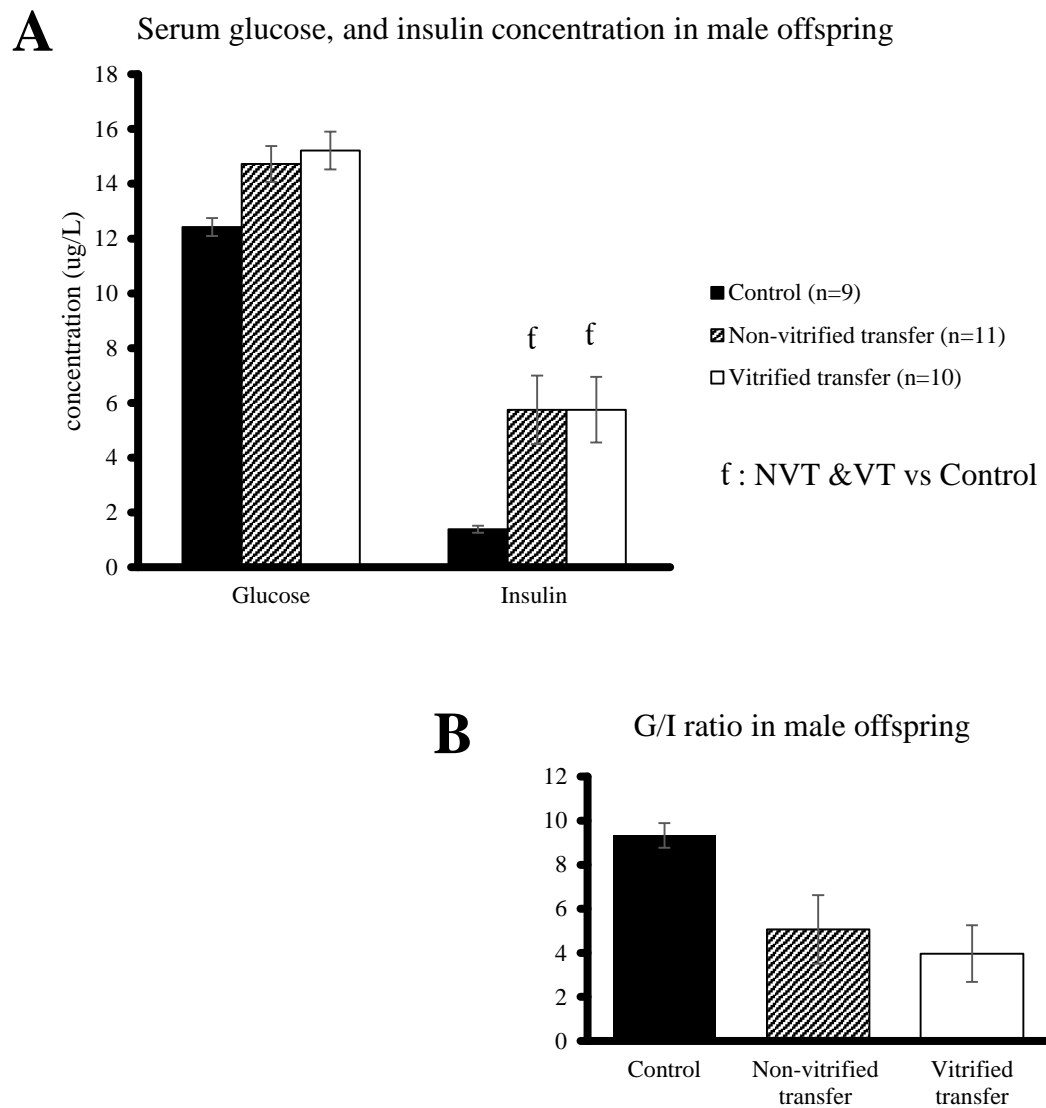 A
Serum glucose, and insulin concentration in male offspring
concentration (ug/L)
18
16
14
12
10
8
6
4
2
0
ƭ
ƭ
Glucose
Insulin
Control (n=9)
Non-vitrified transfer (n=11)
Vitrified transfer (n=10)
ƭ : NVT &VT vs Control
B
G/I ratio in male offspring
12
10
8
6
4
2
0
Control
Non-vitrified
transfer
Vitrified
transfer